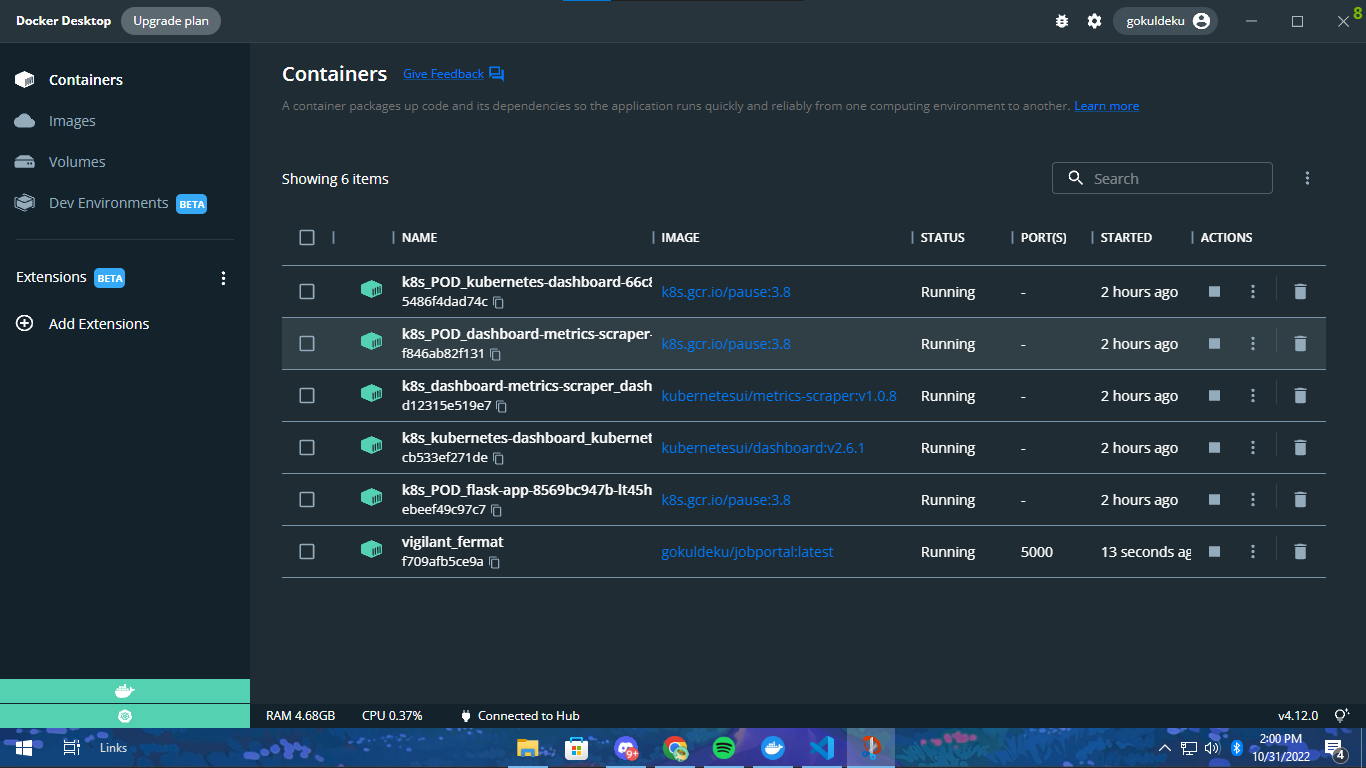 Docker Desktop Upgrade plan gokuldeku 8
Containers
Images
Volumes
Dev Environments BETA
Extensions BETA
Add Extensions
Containers Give Feedback
A container packages up code and its dependencies so the application runs quickly and reliably from one computing environment to another. Learn more
Showing 6 items Search
NAME IMAGE STATUS PORT(S) STARTED ACTIONS
k8s_POD_kubernetes-dashboard-66c8
5486f4dad74c k8s.gcr.io/pause:3.8 Running - 2 hours ago
k8s_POD_dashboard-metrics-scraper-
f846ab82f131 k8s.gcr.io/pause:3.8 Running - 2 hours ago
k8s_dashboard-metrics-scraper_dash
d12315e519e7 kubernetesui/metrics-scraper:v1.0.8 Running - 2 hours ago
k8s_kubernetes-dashboard_kubernet
cb533ef271de kubernetesui/dashboard:v2.6.1 Running - 2 hours ago
k8s_POD_flask-app-8569bc947b-lt45h
ebeef49c97c7 k8s.gcr.io/pause:3.8 Running - 2 hours ago
vigilant_fermat
f709afb5ce9a gokuldeku/jobportal:latest Running 5000 13 seconds ag
RAM 4.68GB CPU 0.37% Connected to Hub v4.12.0
Links 9+ 2:00 PM
10/31/2022 4